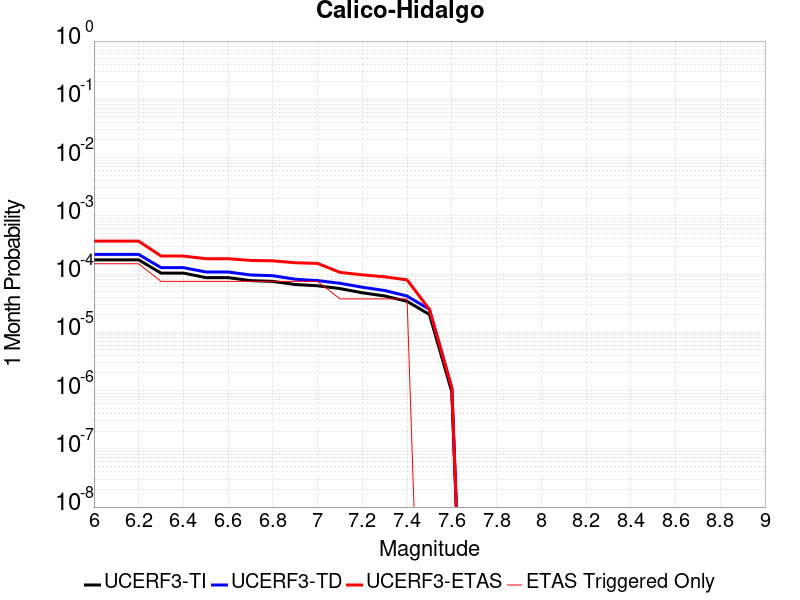 Calico-Hidalgo
10^0
10^-1
10^-2
10^-3
10^-4
10^-5
10^-6
10^-7
10^-8
1 Month Probability
6 6.2 6.4 6.6 6.8 7 7.2 7.4 7.6 7.8 8 8.2 8.4 8.6 8.8 9
Magnitude
UCERF3-TI UCERF3-TD UCERF3-ETAS ETAS Triggered Only